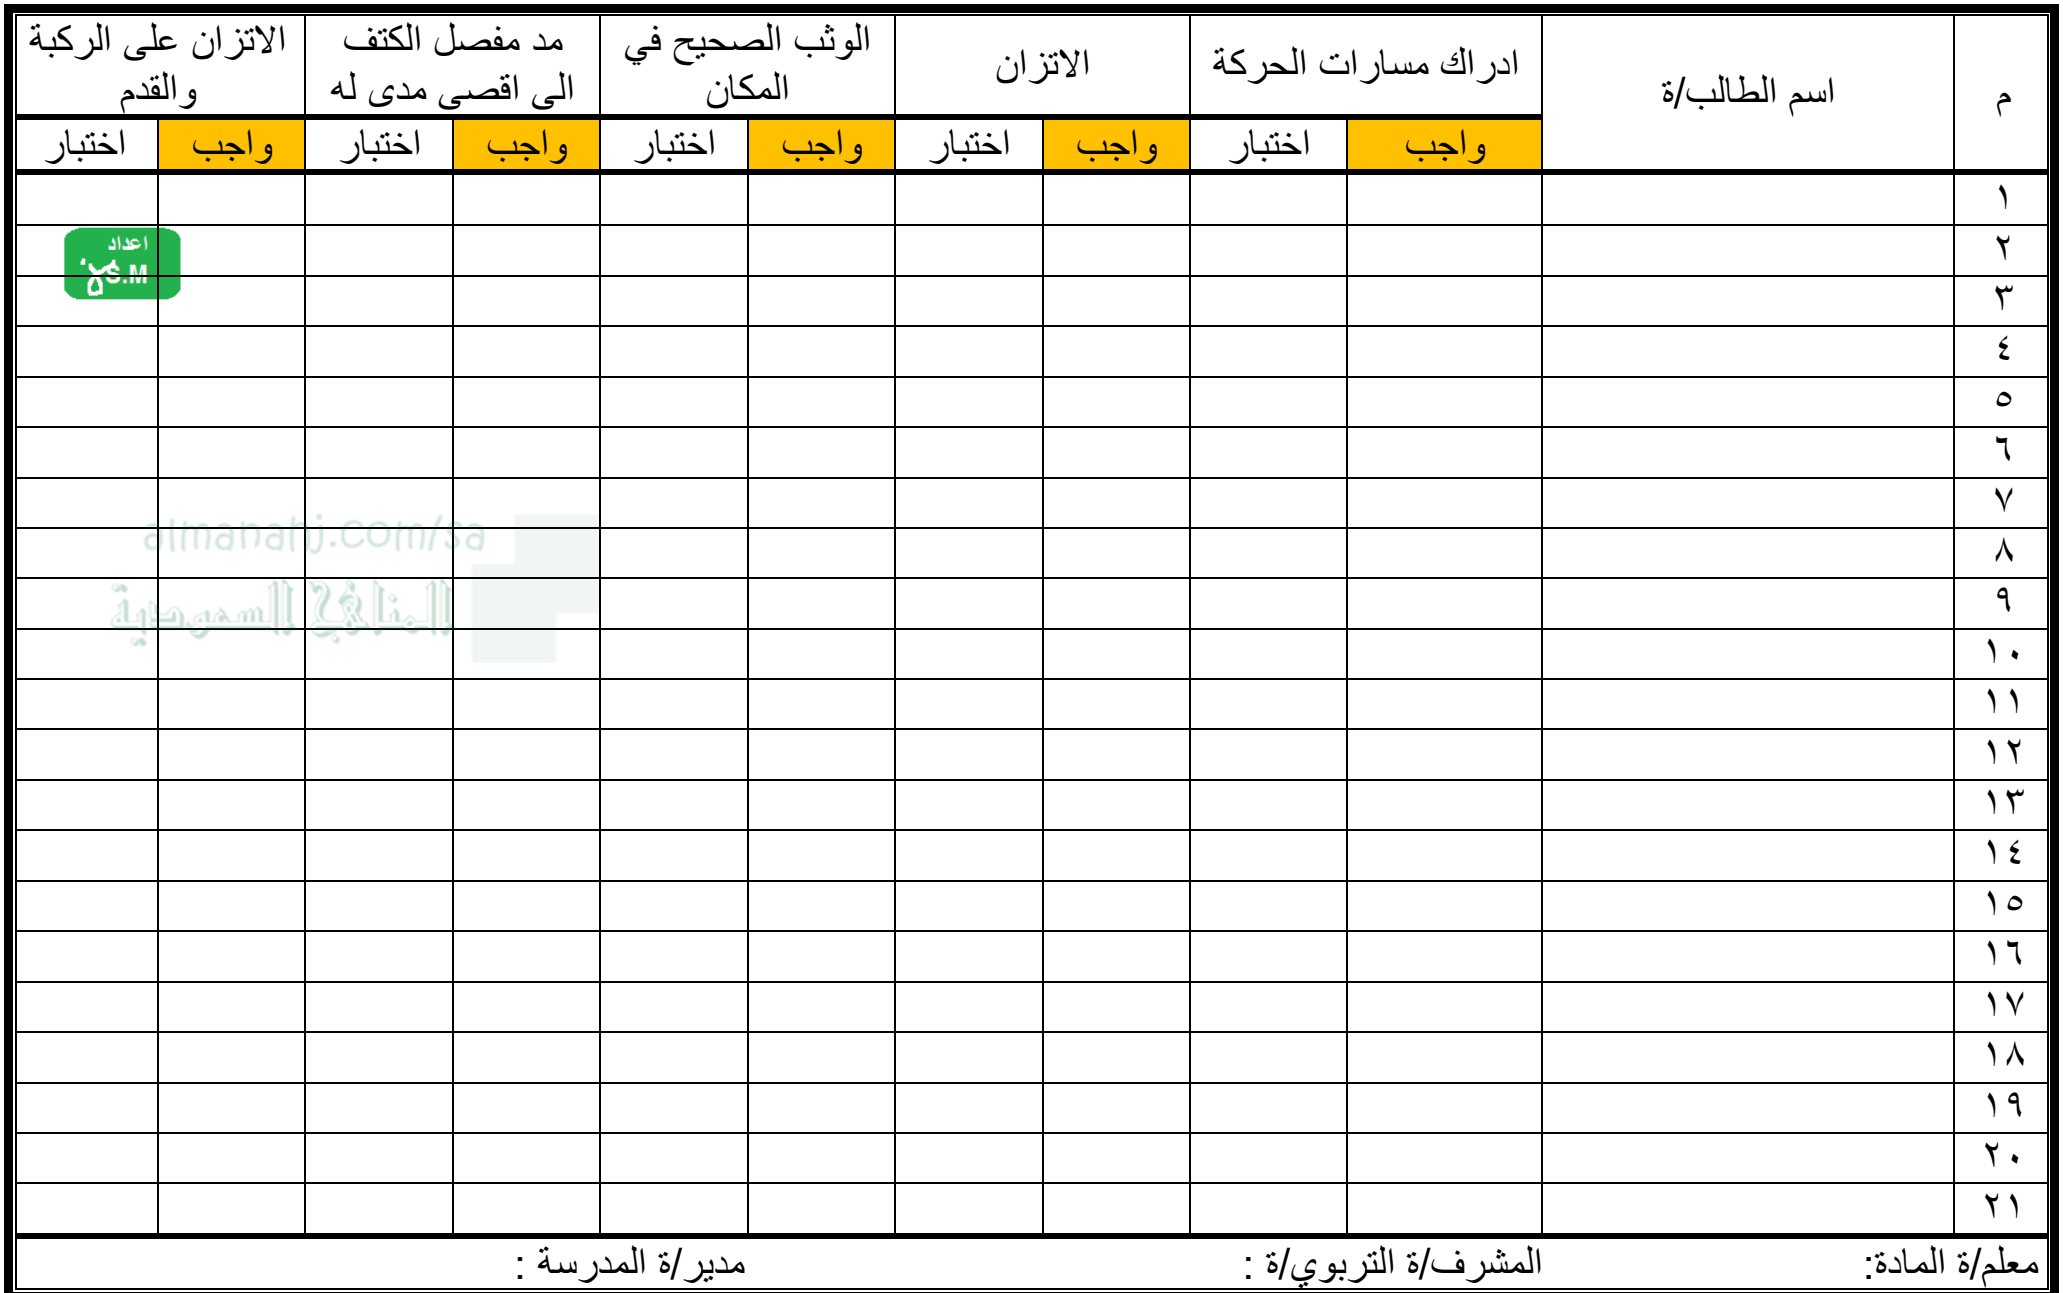 م
اسم الطالب/ة
ادراك مسارات الحركة
الاتزان
الوثب الصحيح في
المكان
مد مفصل الكتف
الى اقصى مدى له
الاتزان على الركبة
والقدم
واجب اختبار واجب اختبار واجب اختبار واجب اختبار واجب اختبار
١
٢
٣
٤
٥
٦
٧
٨
٩
١٠
١١
١٢
١٣
١٤
١٥
١٦
١٧
١٨
١٩
٢٠
٢١
اعداد
S.M
almanahj.com/sa
المناهج السعودية
معلم/ة المادة: المشرف/ة التربوي/ة : مدير/ة المدرسة :